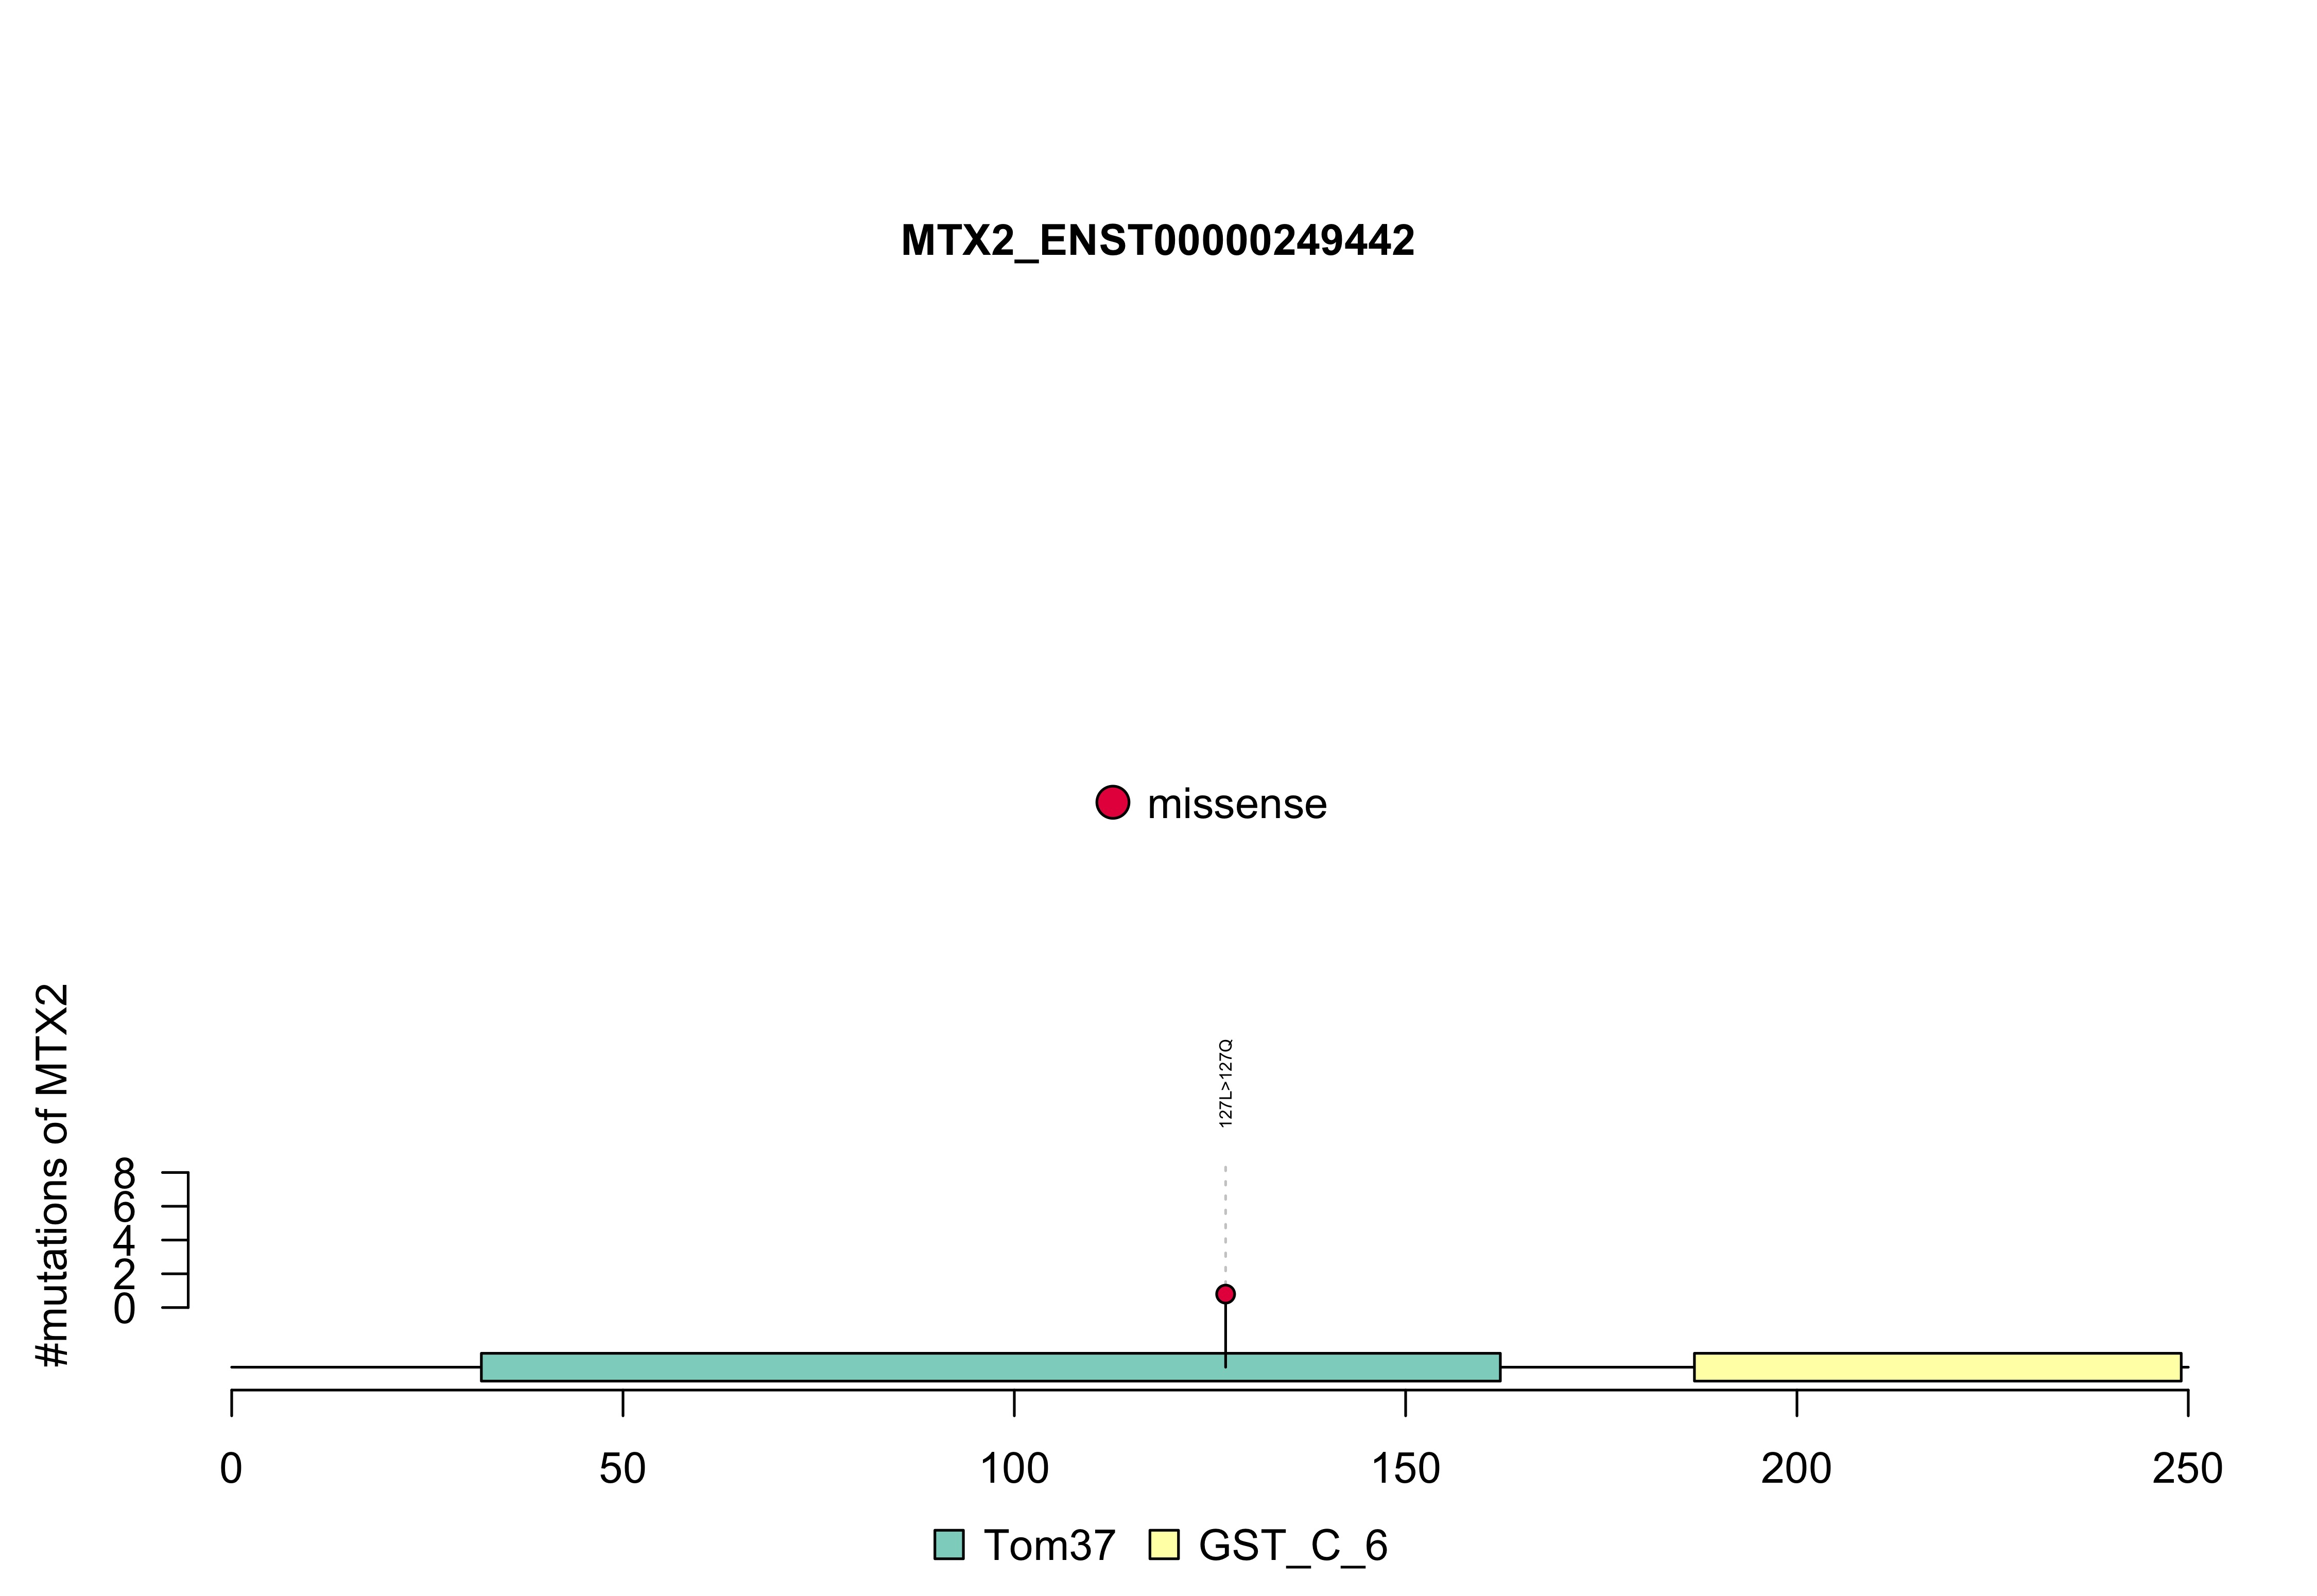 MTX2_ENST00000249442
missense
#mutations of MTX2
127L>127Q
8
6
4
2
0
0 50 100 150 200 250
Tom37 GST_C_6